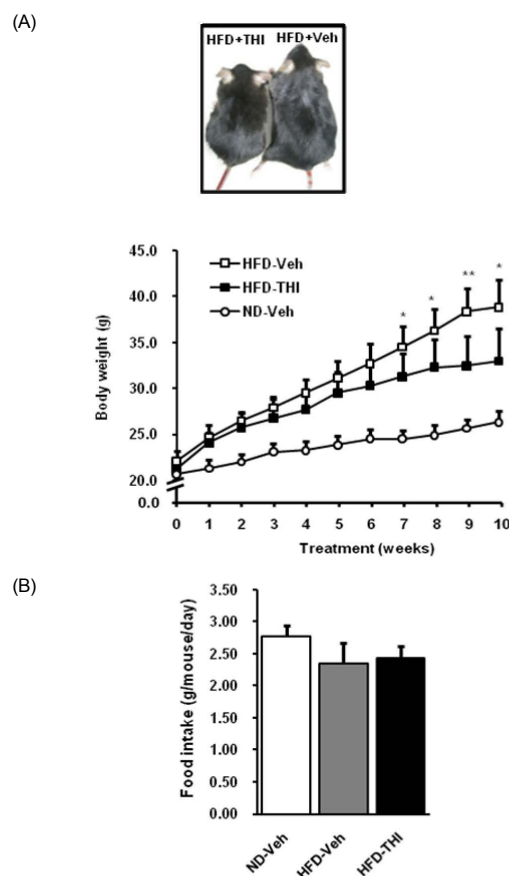 (A)
HFD+THI HFD+Veh
45.0
40.0
35.0
30.0
25.0
20.0
0.0
Body weight (g)
HFD-Veh
HFD-THI
ND-Veh
* * ** *
0 1 2 3 4 5 6 7 8 9 10
Treatment (weeks)
(B)
3.50
3.00
2.50
2.00
1.50
1.00
0.50
0.00
Food intake (g/mouse/day)
ND-Veh HFD-Veh HFD-THI